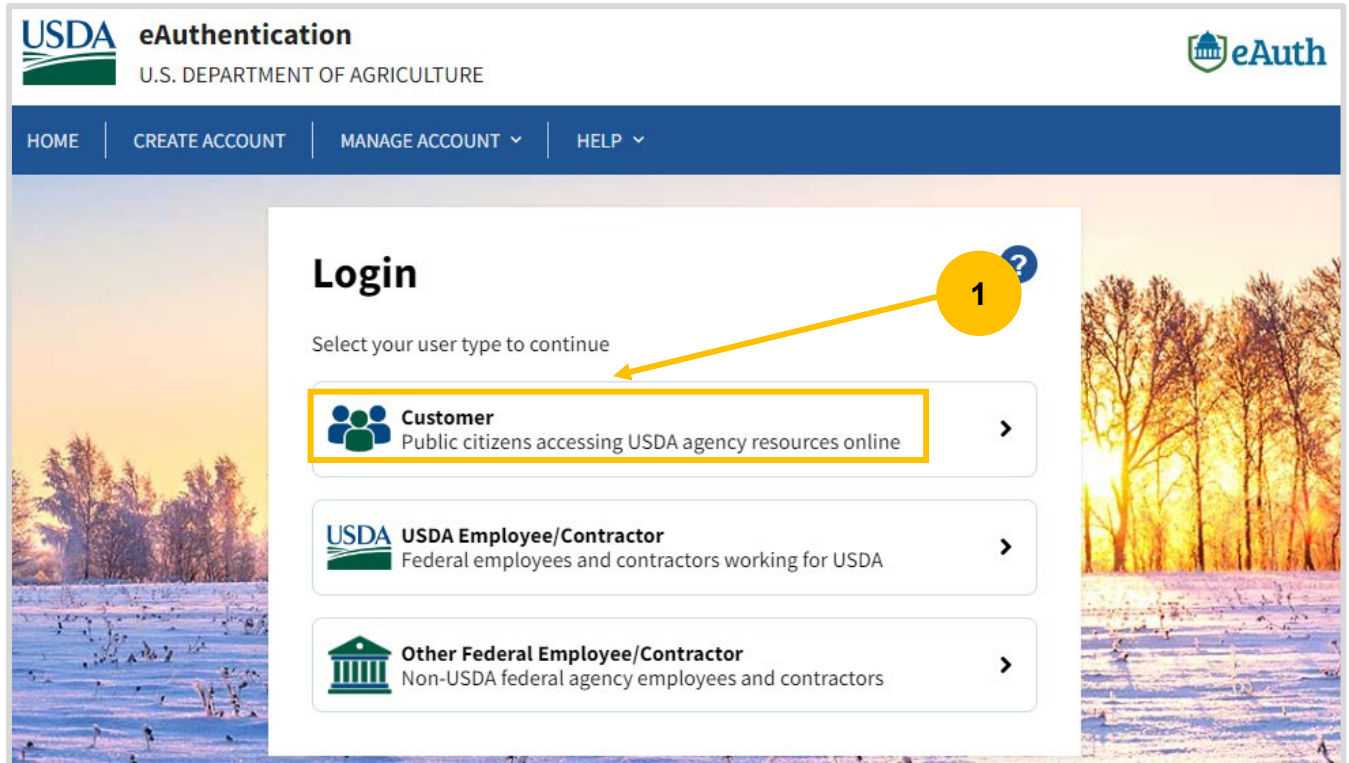 USDA eAuthentication
U.S. DEPARTMENT OF AGRICULTURE
eAuth
HOME CREATE ACCOUNT MANAGE ACCOUNT HELP
Login
?
1
Select your user type to continue
Customer
Public citizens accessing USDA agency resources online
USDA USDA Employee/Contractor
Federal employees and contractors working for USDA
Other Federal Employee/Contractor
Non-USDA federal agency employees and contractors